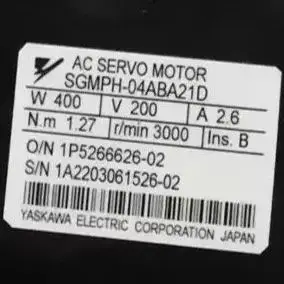 AC SERVO MOTOR
SGMPH-04ABA21D
W 400 V 200 A 2.6
N.m 1.27 r/min 3000 Ins. B
O/N 1P5266626-02
S/N 1A2203061526-02
YASKAWA ELECTRIC CORPORATION JAPAN